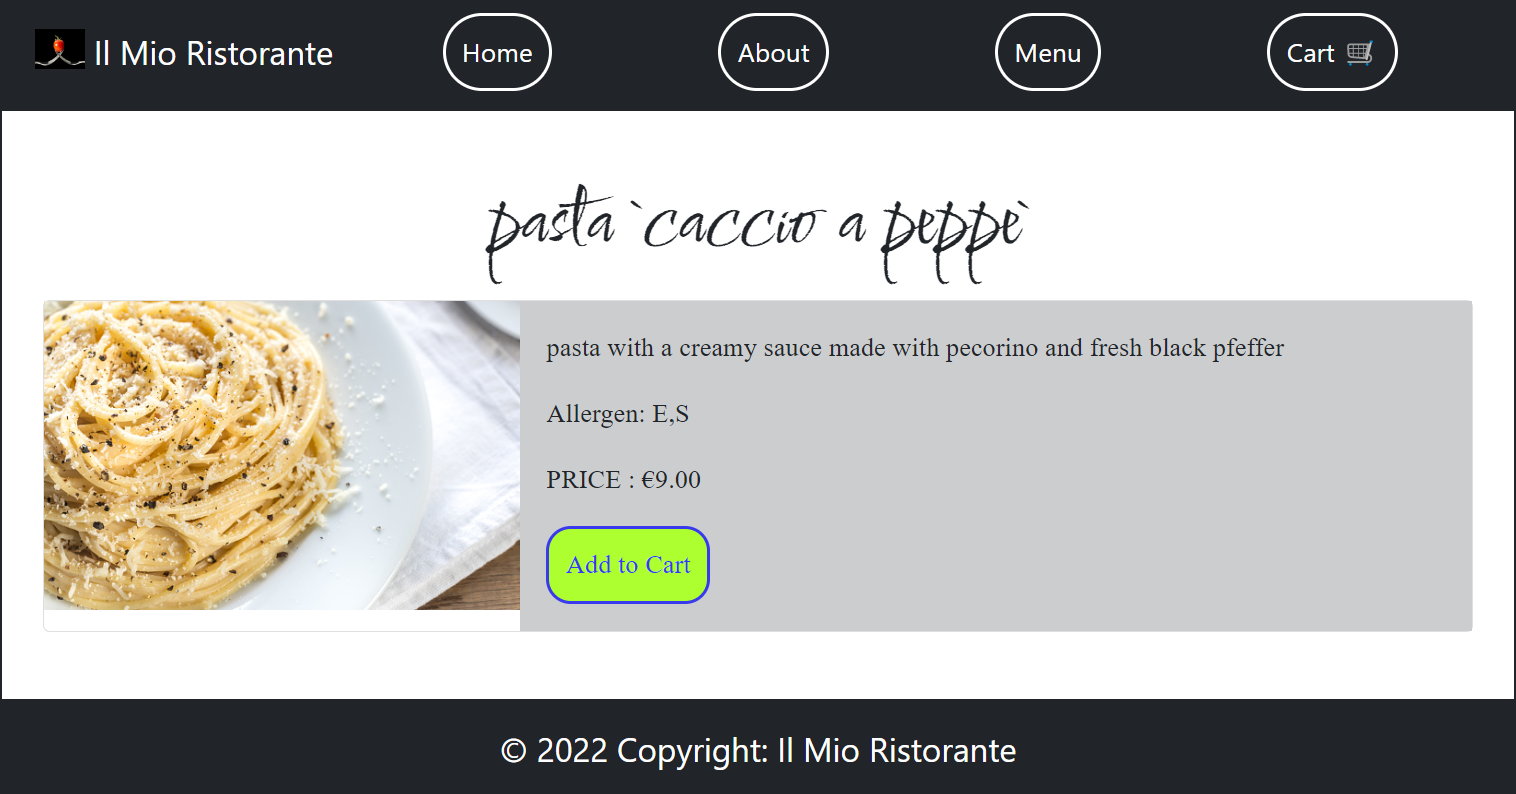 Il Mio Ristorante
Home
About
Menu
Cart 🛒
pasta `caccio a peppe`
pasta with a creamy sauce made with pecorino and fresh black pfeffer
Allergen: E,S
PRICE : €9.00
Add to Cart
© 2022 Copyright: Il Mio Ristorante